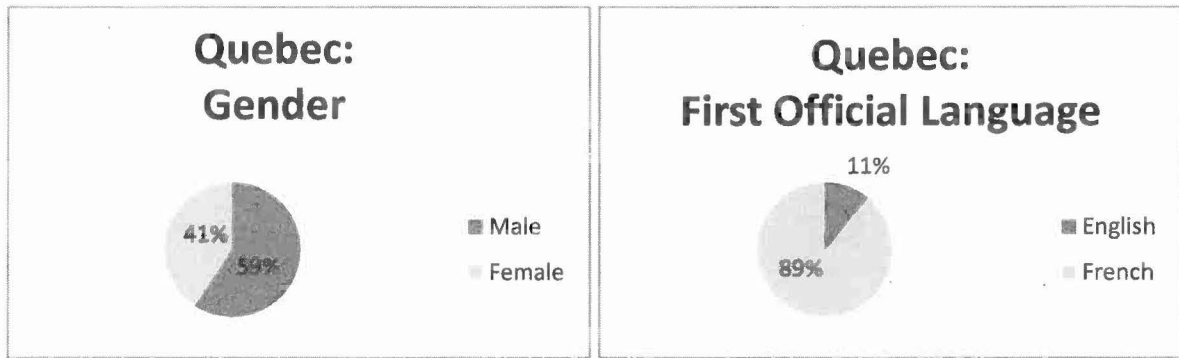 Quebec:
Gender
41%
59%
Male
Female
Quebec:
First Official Language
11%
89%
English
French